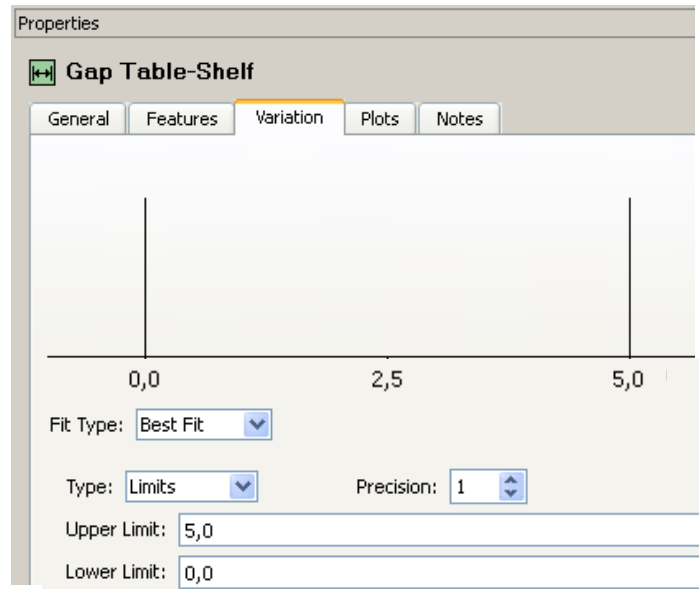 Properties
Gap Table-Shelf
General Features Variation Plots Notes
0,0 2,5 5,0
Fit Type: Best Fit
Type: Limits Precision: 1
Upper Limit: 5,0
Lower Limit: 0,0